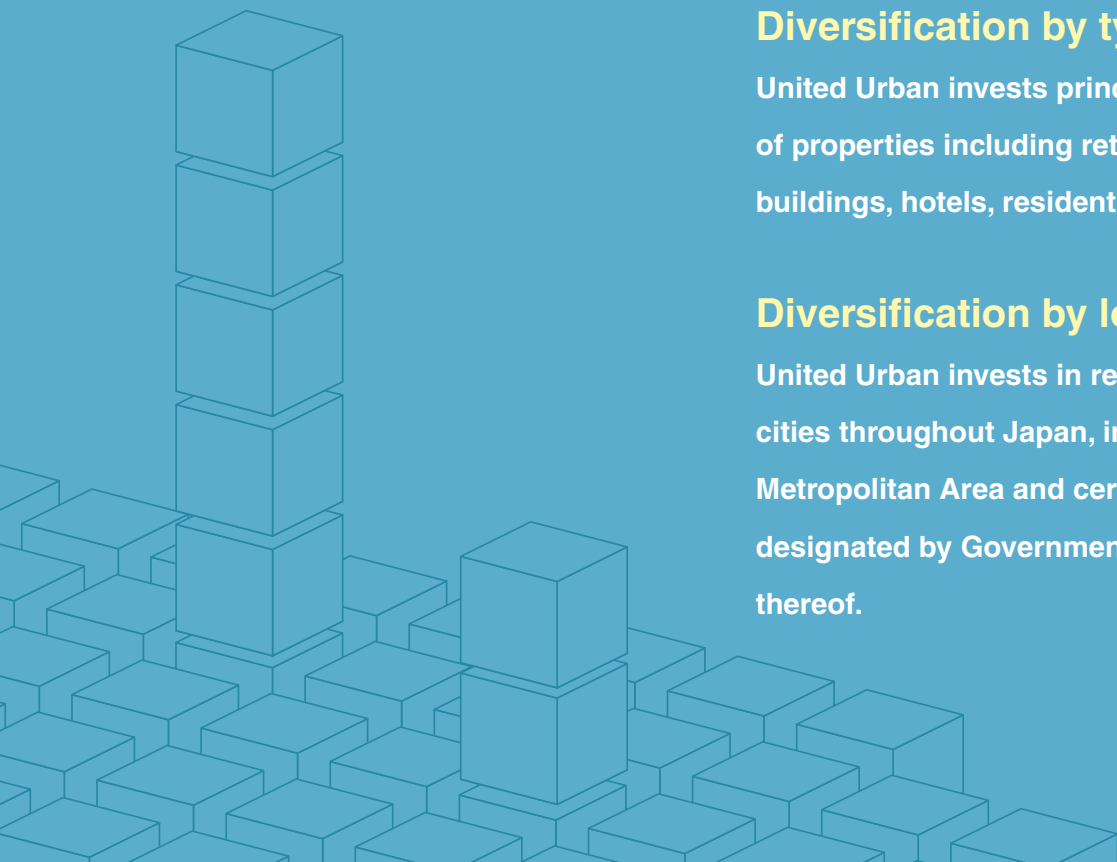 Diversification by ty
United Urban invests princ
of properties including ret
buildings, hotels, resident
Diversification by lo
United Urban invests in re
cities throughout Japan, in
Metropolitan Area and cer
designated by Governmen
thereof.